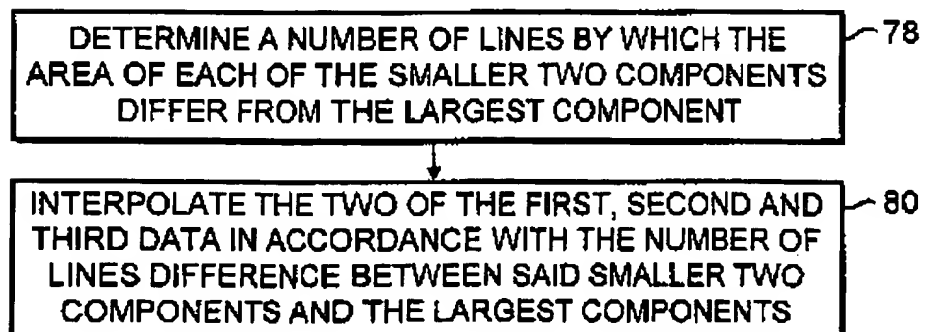 DETERMINE A NUMBER OF LINES BY WHICH THE
AREA OF EACH OF THE SMALLER TWO COMPONENTS
DIFFER FROM THE LARGEST COMPONENT
78
INTERPOLATE THE TWO OF THE FIRST, SECOND AND
THIRD DATA IN ACCORDANCE WITH THE NUMBER OF
LINES DIFFERENCE BETWEEN SAID SMALLER TWO
COMPONENTS AND THE LARGEST COMPONENTS
80